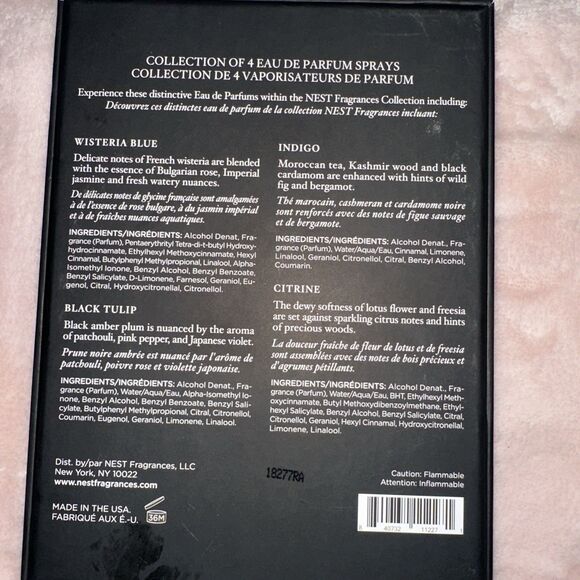 COLLECTION OF 4 EAU DE PARFUM SPRAYS
COLLECTION DE 4 VAPORISATEURS DE PARFUM
Experience these distinctive Eau de Parfums within the NEST Fragrances Collection including:
Découvrez ces distinctes eau de parfum de la collection NEST Fragrances incluant:
WISTERIA BLUE
Delicate notes of French wisteria are blended
with the essence of Bulgarian rose, Imperial
jasmine and fresh watery nuances.
De délicates notes de glycine française sont amalgamées
à de l'essence de rose bulgare, à du jasmin impérial
et à de fraîches nuances aquatiques.
INGREDIENTS/INGRÉDIENTS: Alcohol Denat., Fra-
grance (Parfum), Pentaerythrityl Tetra-di-t-butyl Hydroxy-
hydrocinnamate, Ethylhexyl Methoxycinnamate, Hexyl
Cinnamal, Butylphenyl Methylpropional, Linalool, Alpha-
Isomethyl Ionone, Benzyl Alcohol, Benzyl Benzoate,
Benzyl Salicylate, D-Limonene, Farnesol, Geraniol, Eu-
genol, Citral, Hydroxycitronellal, Citronellol.
BLACK TULIP
Black amber plum is nuanced by the aroma
of patchouli, pink pepper, and Japanese violet.
Prune noire ambrée est nuancé par l'arôme de
patchouli, poivre rose et violette japonaise.
INGREDIENTS/INGRÉDIENTS: Alcohol Denat., Fra-
grance (Parfum), Water/Aqua/Eau, Alpha-Isomethyl Io-
none, Benzyl Alcohol, Benzyl Benzoate, Benzyl Sali-
cylate, Butylphenyl Methylpropional, Citral, Citronellol,
Coumarin, Eugenol, Geraniol, Limonene, Linalool.
INDIGO
Moroccan tea, Kashmir wood and black
cardamom are enhanced with hints of wild
fig and bergamot.
Thé marocain, cashmeran et cardamome noire
sont renforcés avec des notes de figue sauvage
et de bergamote.
INGREDIENTS/INGRÉDIENTS: Alcohol Denat., Fra-
grance (Parfum), Water/Aqua/Eau, Cinnamal, Limonene,
Linalool, Geraniol, Citronellol, Citral, Benzyl Alcohol,
Coumarin.
CITRINE
The dewy softness of lotus flower and freesia
are set against sparkling citrus notes and hints
of precious woods.
La douceur fraîche de fleur de lotus et de freesia
sont assemblées avec des notes de bois précieux et
d'agrumes pétillants.
INGREDIENTS/INGRÉDIENTS: Alcohol Denat., Fra-
grance (Parfum), Water/Aqua/Eau, BHT, Ethylhexyl Meth-
oxycinnamate, Butyl Methoxydibenzoylmethane, Ethyl-
hexyl Salicylate, Benzyl Alcohol, Benzyl Salicylate, Citral,
Citronellol, Geraniol, Hexyl Cinnamal, Hydroxycitronellal,
Limonene, Linalool.
Dist. by/par NEST Fragrances, LLC
New York, NY 10022
www.nestfragrances.com
18277RA
Caution: Flammable
Attention: Inflammable
MADE IN THE USA.
FABRIQUÉ AUX É.-U.
36M
8 40732 11227 1